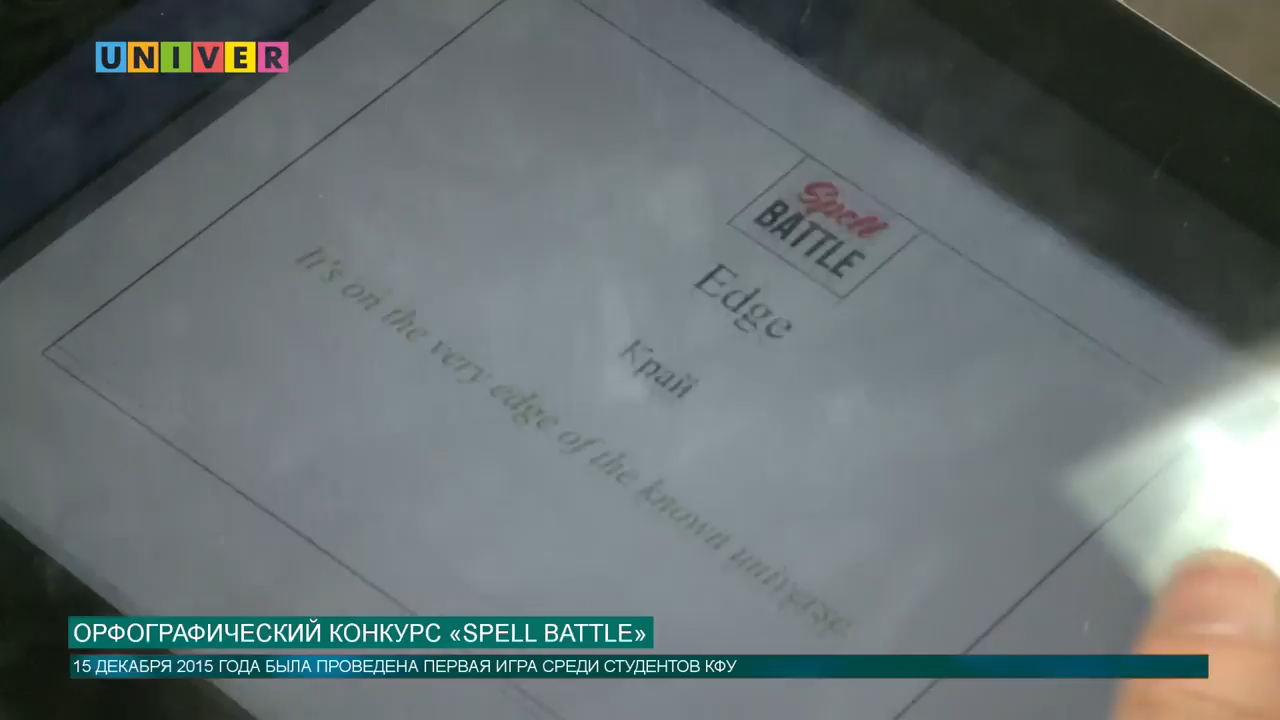 UNIVER
Spell
BATTLE
Edge
Край
It's on the very edge of the known universe.
ОРФОГРАФИЧЕСКИЙ КОНКУРС «SPELL BATTLE»
15 ДЕКАБРЯ 2015 ГОДА БЫЛА ПРОВЕДЕНА ПЕРВАЯ ИГРА СРЕДИ СТУДЕНТОВ КФУ